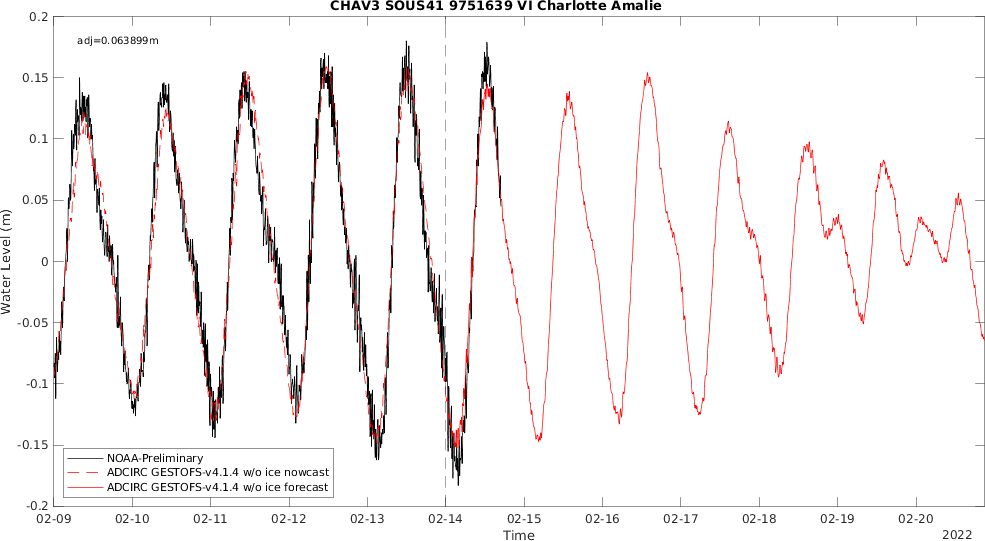 CHAV3 SOUS41 9751639 VI Charlotte Amalie
adj=0.063899m
0.2
0.15
0.1
0.05
0
-0.05
-0.1
-0.15
-0.2
Water Level (m)
NOAA-Preliminary
ADCIRC GESTOFS-v4.1.4 w/o ice nowcast
ADCIRC GESTOFS-v4.1.4 w/o ice forecast
02-09 02-10 02-11 02-12 02-13 02-14 02-15 02-16 02-17 02-18 02-19 02-20
Time
2022